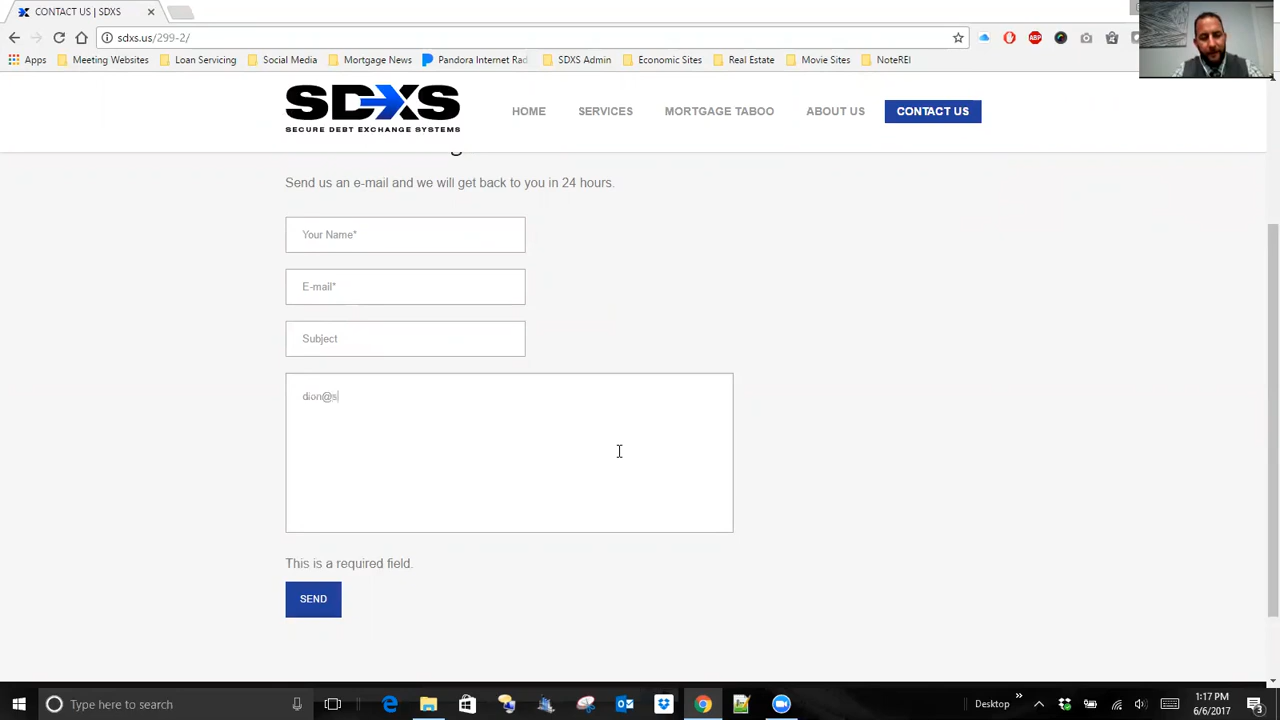 CONTACT US | SDXS
sdxs.us/299-2/
ABP
Apps Meeting Websites Loan Servicing Social Media Mortgage News Pandora Internet Rad SDXS Admin Economic Sites Real Estate Movie Sites NoteREI
SDXS
SECURE DEBT EXCHANGE SYSTEMS
HOME SERVICES MORTGAGE TABOO ABOUT US CONTACT US
Send us an e-mail and we will get back to you in 24 hours.
Your Name*
E-mail*
Subject
dion@s
This is a required field.
SEND
Type here to search
Desktop
1:17 PM
6/6/2017
3